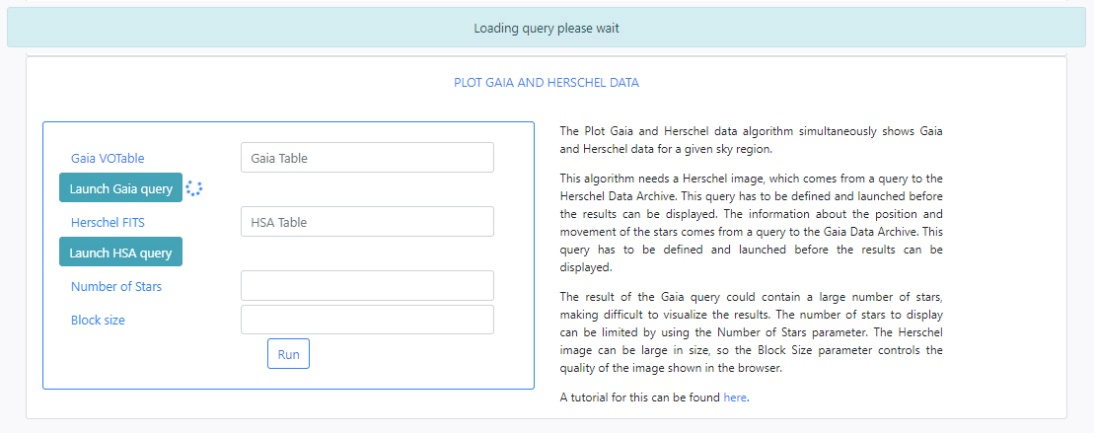 Loading query please wait
PLOT GAIA AND HERSCHEL DATA
Gaia VOTable
Gaia Table
Launch Gaia query
Herschel FITS
HSA Table
Launch HSA query
Number of Stars
Block size
Run
The Plot Gaia and Herschel data algorithm simultaneously shows Gaia
and Herschel data for a given sky region.
This algorithm needs a Herschel image, which comes from a query to the
Herschel Data Archive. This query has to be defined and launched before
the results can be displayed. The information about the position and
movement of the stars comes from a query to the Gaia Data Archive. This
query has to be defined and launched before the results can be
displayed.
The result of the Gaia query could contain a large number of stars,
making difficult to visualize the results. The number of stars to display
can be limited by using the Number of Stars parameter. The Herschel
image can be large in size, so the Block Size parameter controls the
quality of the image shown in the browser.
A tutorial for this can be found here.